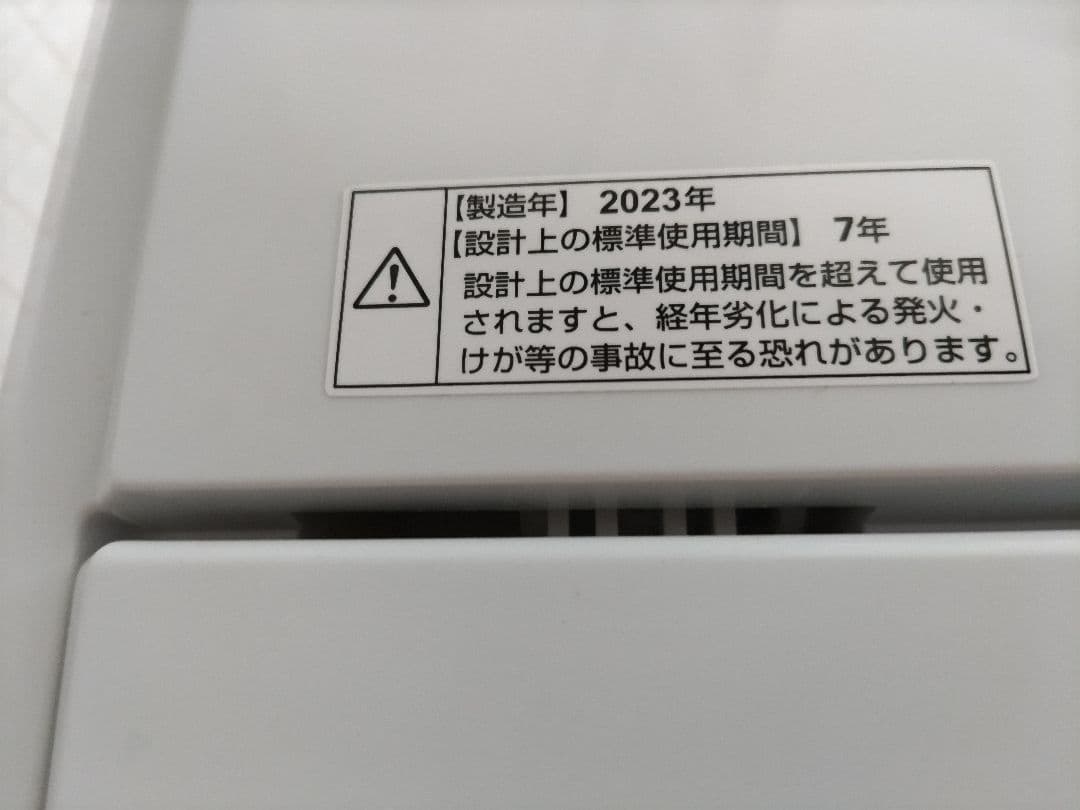 【製造年】 2023年
【設計上の標準使用期間】 7年
設計上の標準使用期間を超えて使用
されますと、経年劣化による発火・
けが等の事故に至る恐れがあります。